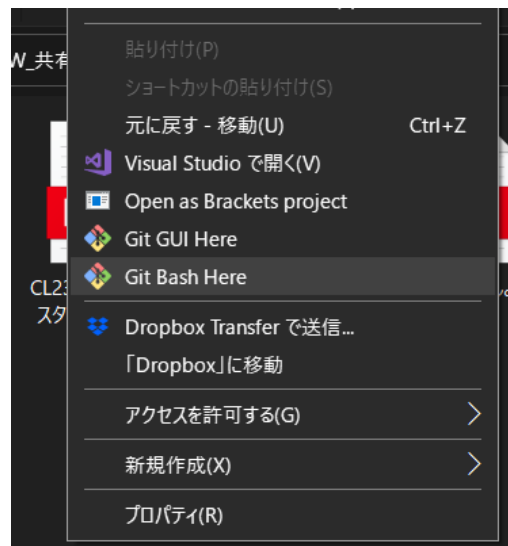 W_共有
貼り付け(P)
ショートカットの貼り付け(S)
元に戻す - 移動(U) Ctrl+Z
Visual Studio で開く(V)
Open as Brackets project
Git GUI Here
Git Bash Here
CL23
スタ
Dropbox Transfer で送信...
「Dropbox」に移動
アクセスを許可する(G)
新規作成(X)
プロパティ(R)